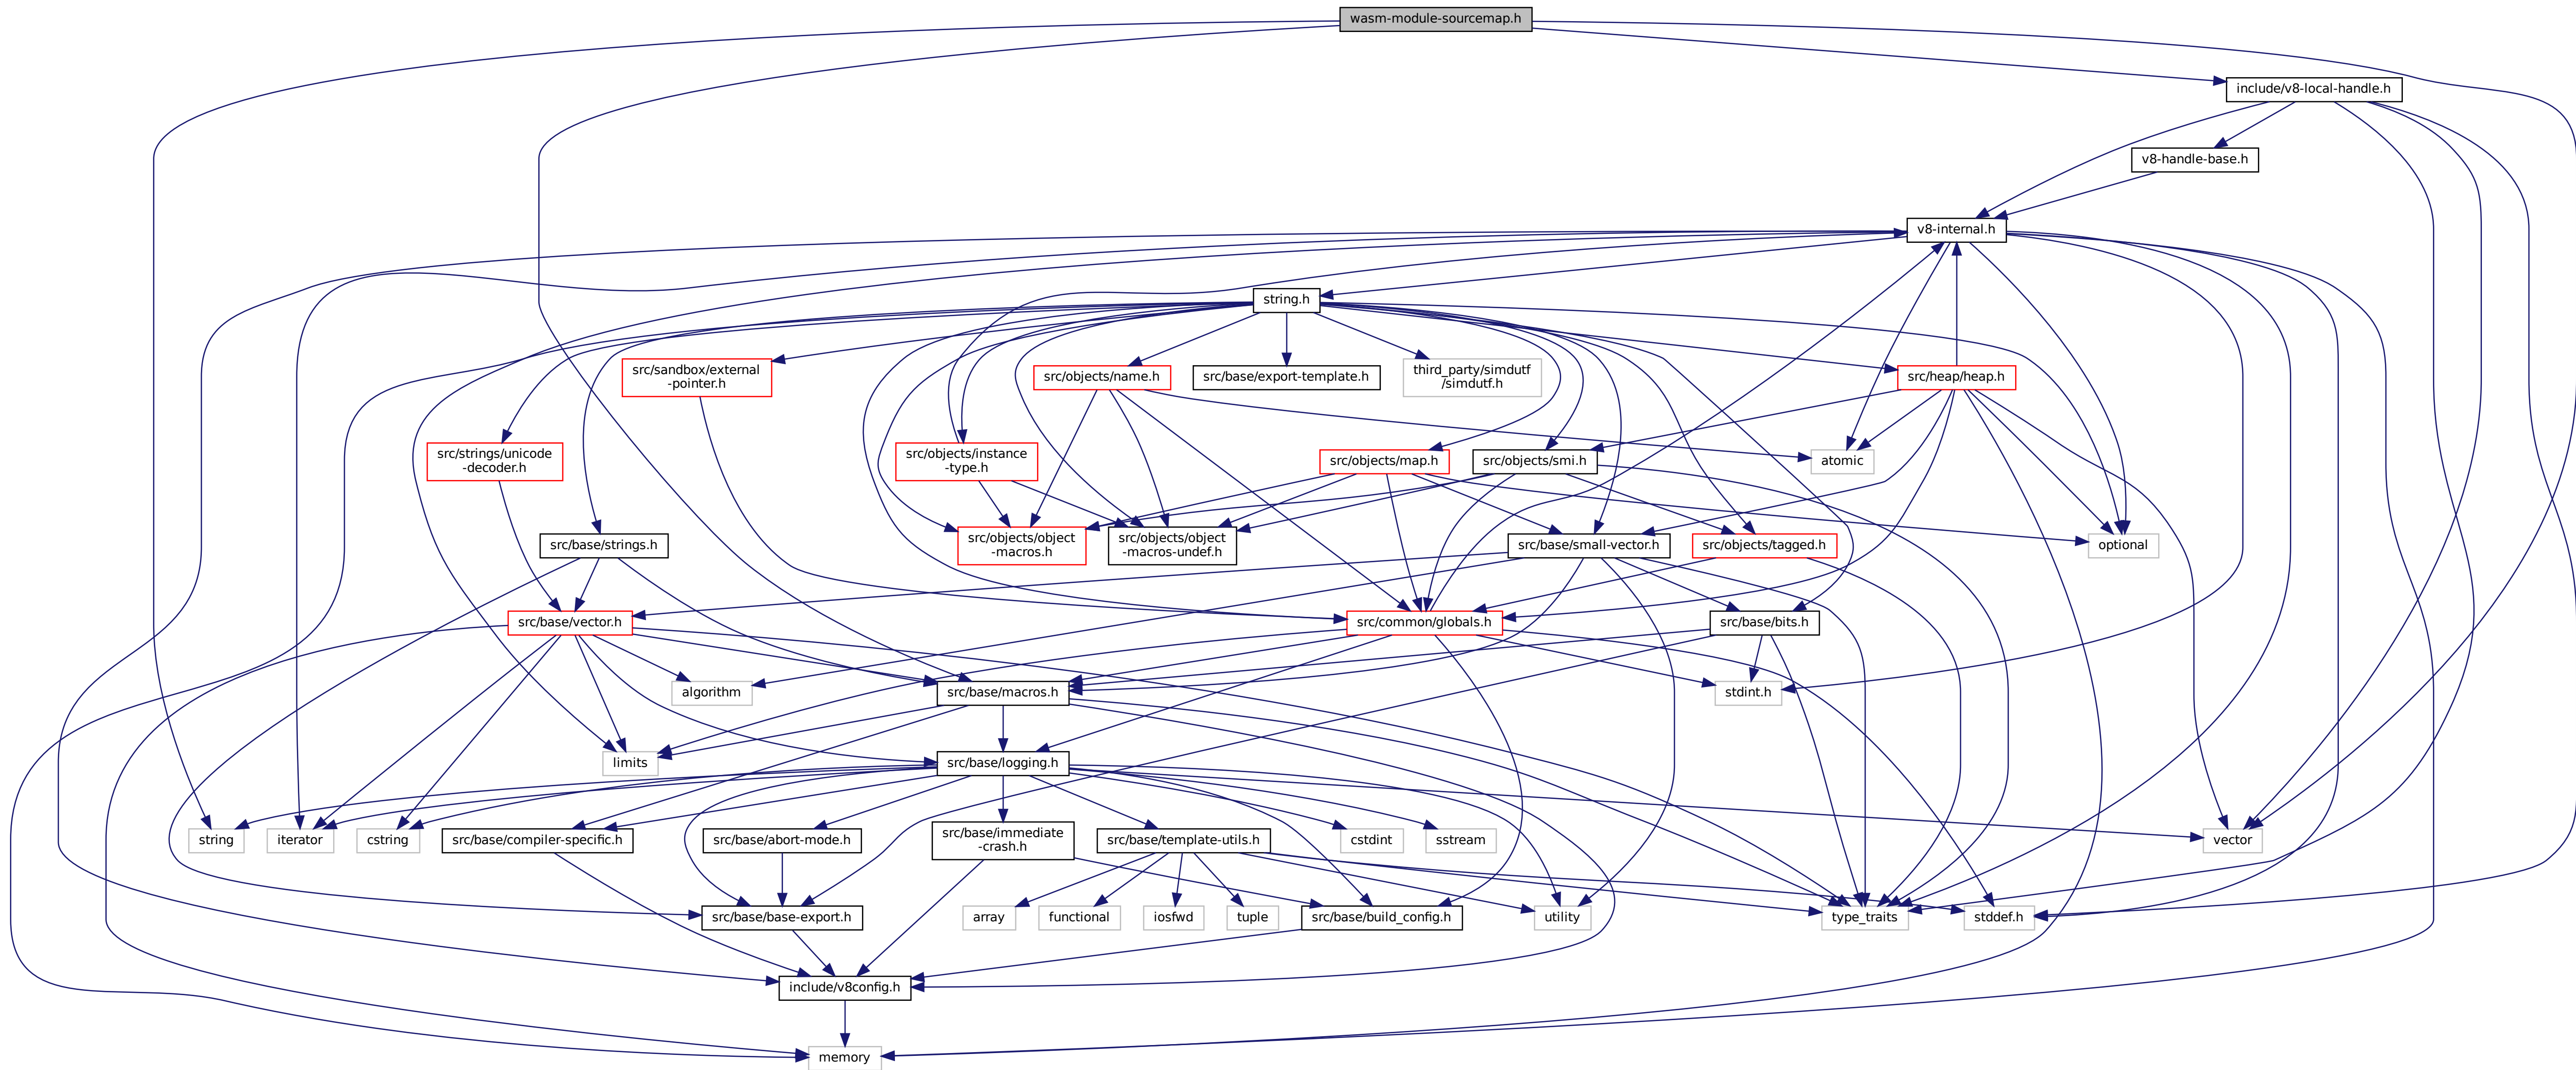 wasm-module-sourcemap.h
include/v8-local-handle.h
v8-handle-base.h
v8-internal.h
string.h
src/sandbox/external
-pointer.h
src/objects/name.h
src/base/export-template.h
third_party/simdutf
/simdutf.h
src/heap/heap.h
src/strings/unicode
-decoder.h
src/objects/instance
-type.h
src/objects/map.h
src/objects/smi.h
atomic
src/base/strings.h
src/objects/object
-macros.h
src/objects/object
-macros-undef.h
src/base/small-vector.h
src/objects/tagged.h
optional
src/base/vector.h
src/common/globals.h
src/base/bits.h
algorithm
src/base/macros.h
stdint.h
limits
src/base/logging.h
string
iterator
cstring
src/base/compiler-specific.h
src/base/abort-mode.h
src/base/immediate
-crash.h
src/base/template-utils.h
cstdint
sstream
vector
src/base/base-export.h
array
functional
iosfwd
tuple
src/base/build_config.h
utility
type_traits
stddef.h
include/v8config.h
memory